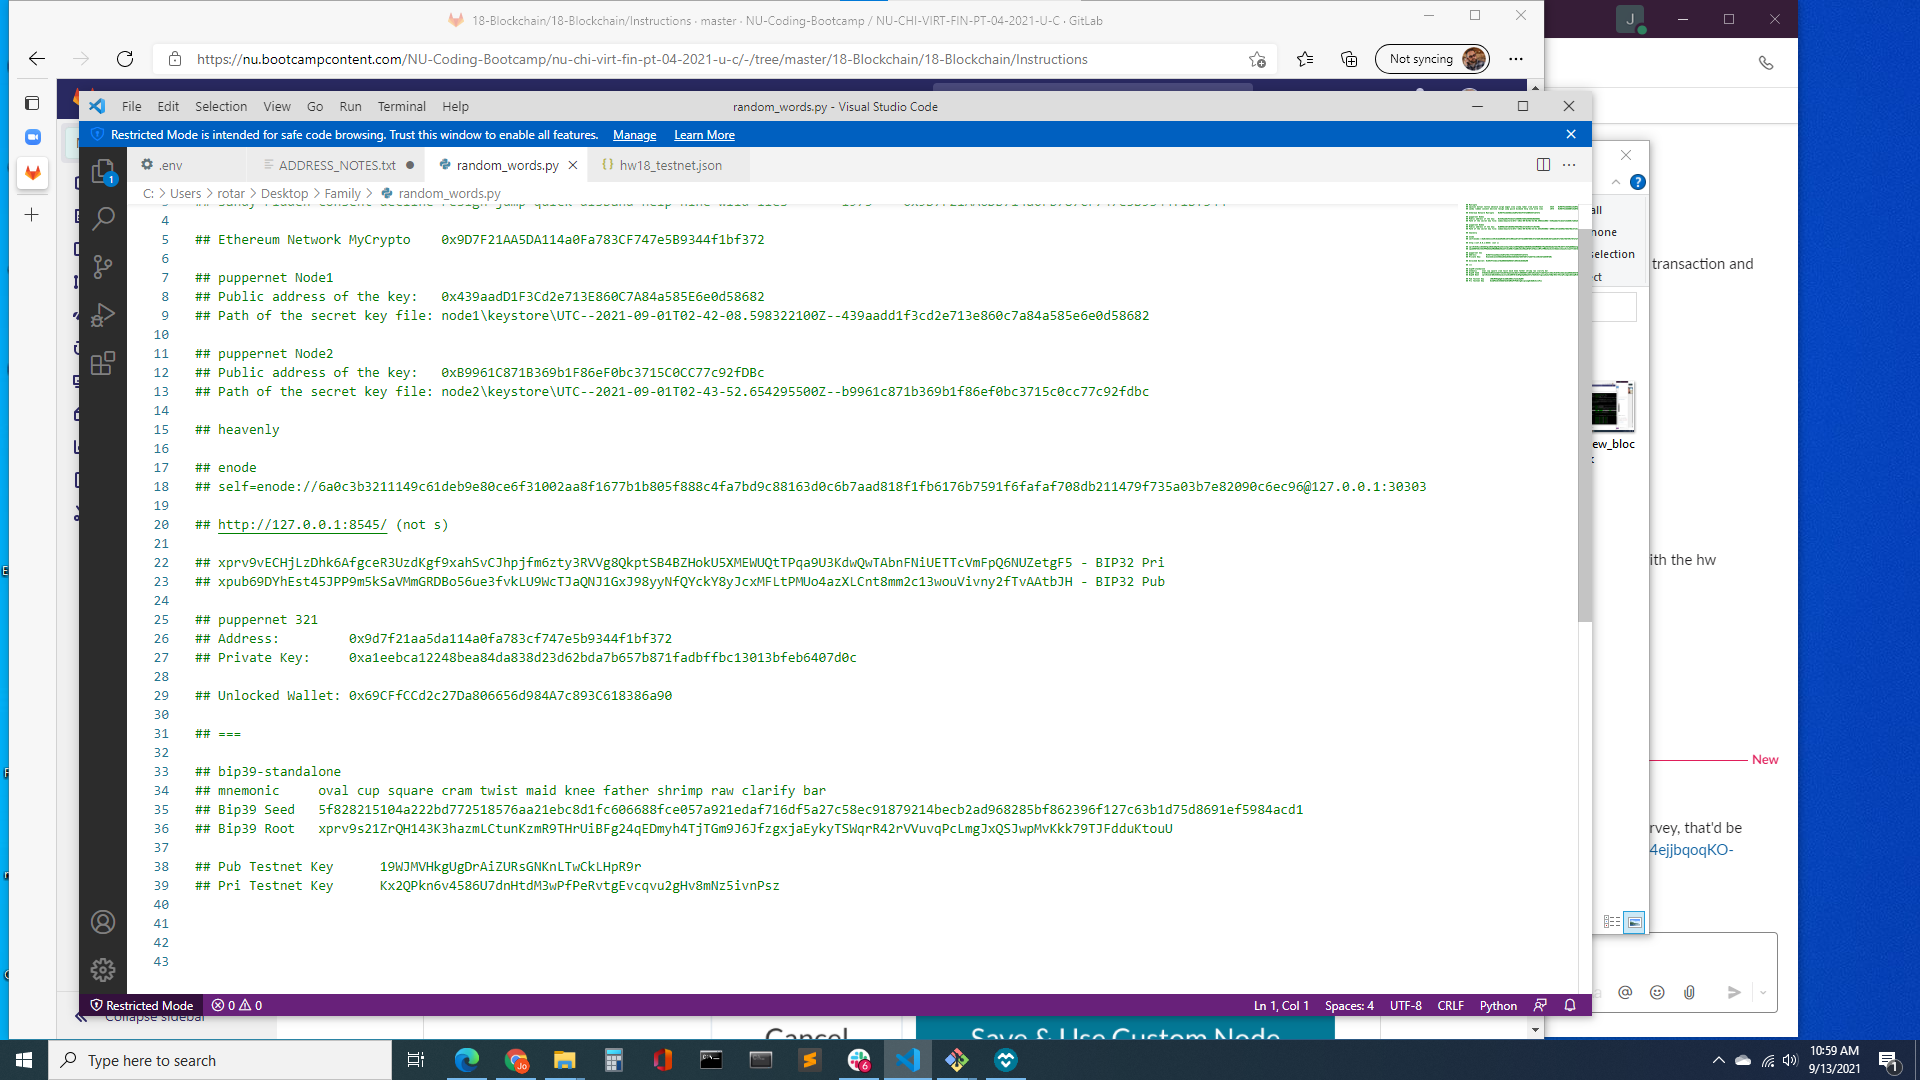 18-Blockchain/18-Blockchain/Instructions · master · NU-Coding-Bootcamp / NU-CHI-VIRT-FIN-PT-04-2021-U-C · GitLab
J
https://nu.bootcampcontent.com/NU-Coding-Bootcamp/nu-chi-virt-fin-pt-04-2021-u-c/-/tree/master/18-Blockchain/18-Blockchain/Instructions
Not syncing
File Edit Selection View Go Run Terminal Help
random_words.py - Visual Studio Code
Restricted Mode is intended for safe code browsing. Trust this window to enable all features. Manage Learn More
.env ADDRESS_NOTES.txt random_words.py hw18_testnet.json
C: > Users > rotar > Desktop > Family > random_words.py
4
5 ## Ethereum Network MyCrypto 0x9D7F21AA5DA114a0Fa783CF747e5B9344f1bf372
6
7 ## puppernet Node1
8 ## Public address of the key: 0x439aadD1F3Cd2e713E860C7A84a585E6e0d58682
9 ## Path of the secret key file: node1\keystore\UTC--2021-09-01T02-42-08.598322100Z--439aadd1f3cd2e713e860c7a84a585e6e0d58682
10
11 ## puppernet Node2
12 ## Public address of the key: 0xB9961C871B369b1F86eF0bc3715C0CC77c92fDBc
13 ## Path of the secret key file: node2\keystore\UTC--2021-09-01T02-43-52.654295500Z--b9961c871b369b1f86ef0bc3715c0cc77c92fdbc
14
15 ## heavenly
16
17 ## enode
18 ## self=enode://6a0c3b3211149c61deb9e80ce6f31002aa8f1677b1b805f888c4fa7bd9c88163d0c6b7aad818f1fb6176b7591f6fafaf708db211479f735a03b7e82090c6ec96@127.0.0.1:30303
19
20 ## http://127.0.0.1:8545/ (not s)
21
22 ## xprv9vECHjLzDhk6AfgceR3UzdKgf9xahSvCJhpjfm6zty3RVVg8QkptSB4BZHokU5XMEWUQtTPqa9U3KdwQwTAbnFNiUETTcVmFpQ6NUZetgF5 - BIP32 Pri
23 ## xpub69DYhEst45JPP9m5kSaVMmGRDBo56ue3fvkLU9WcTJaQNJ1GxJ98yyNfQYckY8yJcxMFLtPMUo4azXLCnt8mm2c13wouVivny2fTvAAtbJH - BIP32 Pub
24
25 ## puppernet 321
26 ## Address: 0x9d7f21aa5da114a0fa783cf747e5b9344f1bf372
27 ## Private Key: 0xa1eebca12248bea84da838d23d62bda7b657b871fadbffbc13013bfeb6407d0c
28
29 ## Unlocked Wallet: 0x69CFfCCd2c27Da806656d984A7c893C618386a90
30
31 ## ===
32
33 ## bip39-standalone
34 ## mnemonic oval cup square cram twist maid knee father shrimp raw clarify bar
35 ## Bip39 Seed 5f828215104a222bd772518576aa21ebc8d1fc606688fce057a921edaf716df5a27c58ec91879214becb2ad968285bf862396f127c63b1d75d8691ef5984acd1
36 ## Bip39 Root xprv9s21ZrQH143K3hazmLCtunKzmR9THrUiBFg24qEDmyh4TjTGm9J6JfzgxjaEykyTSWqrR42rVVuvqPcLmgJxQSJwpMvKkk79TJFdduKtouU
37
38 ## Pub Testnet Key 19WJMVHkgUgDrAiZURsGNKnLTwCkLHpR9r
39 ## Pri Testnet Key Kx2QPkn6v4586U7dnHtdM3wPfPeRvtgEvcqvu2gHv8mNz5ivnPsz
40
41
42
43
Restricted Mode 0 0 Ln 1, Col 1 Spaces: 4 UTF-8 CRLF Python
Collapse sidebar
Cancel Save & Use Custom Node
all
none
selection
transaction and
ew_bloc
ith the hw
New
rvey, that'd be
4ejjbqoqKO-
Type here to search
10:59 AM
9/13/2021